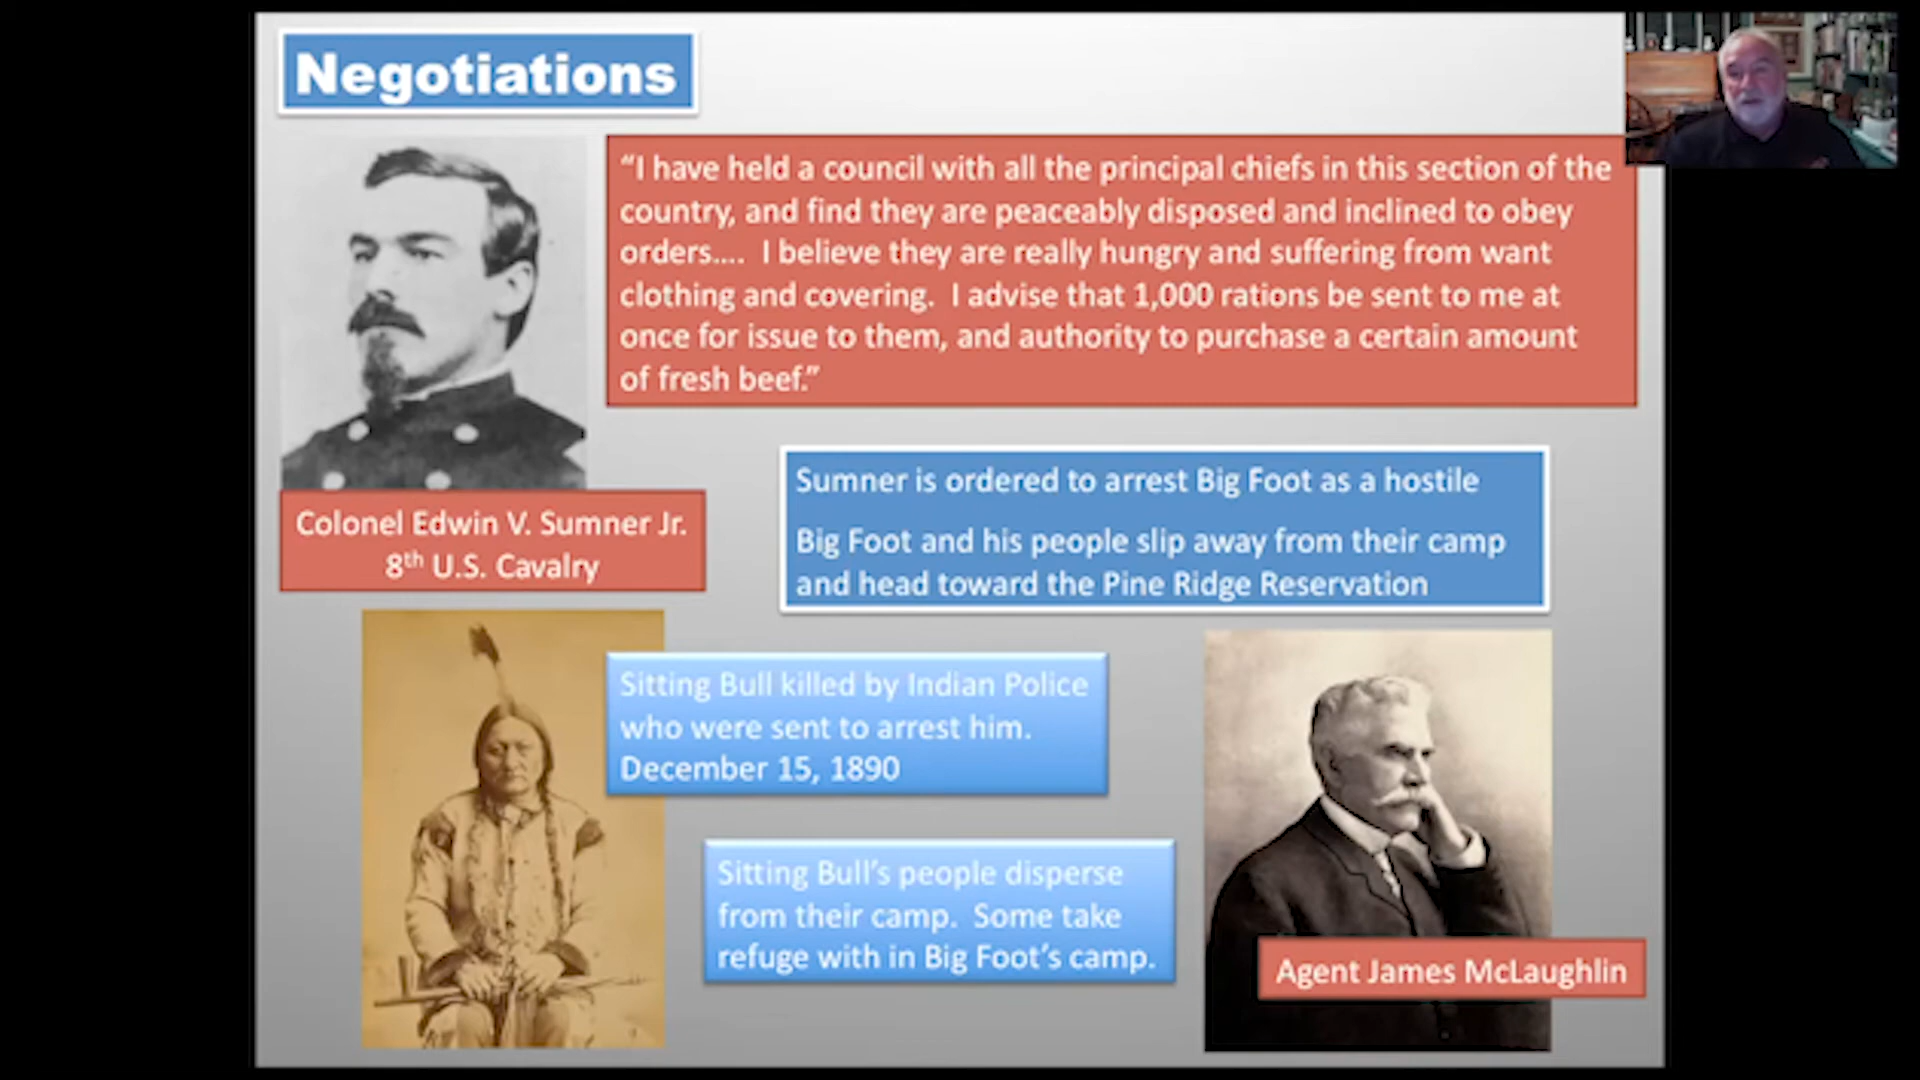 Negotiations
“I have held a council with all the principal chiefs in this section of the
country, and find they are peaceably disposed and inclined to obey
orders....  I believe they are really hungry and suffering from want
clothing and covering.  I advise that 1,000 rations be sent to me at
once for issue to them, and authority to purchase a certain amount
of fresh beef.”
Colonel Edwin V. Sumner Jr.
8th U.S. Cavalry
Sumner is ordered to arrest Big Foot as a hostile
Big Foot and his people slip away from their camp
and head toward the Pine Ridge Reservation
Sitting Bull killed by Indian Police
who were sent to arrest him.
December 15, 1890
Sitting Bull’s people disperse
from their camp.  Some take
refuge with in Big Foot’s camp.
Agent James McLaughlin